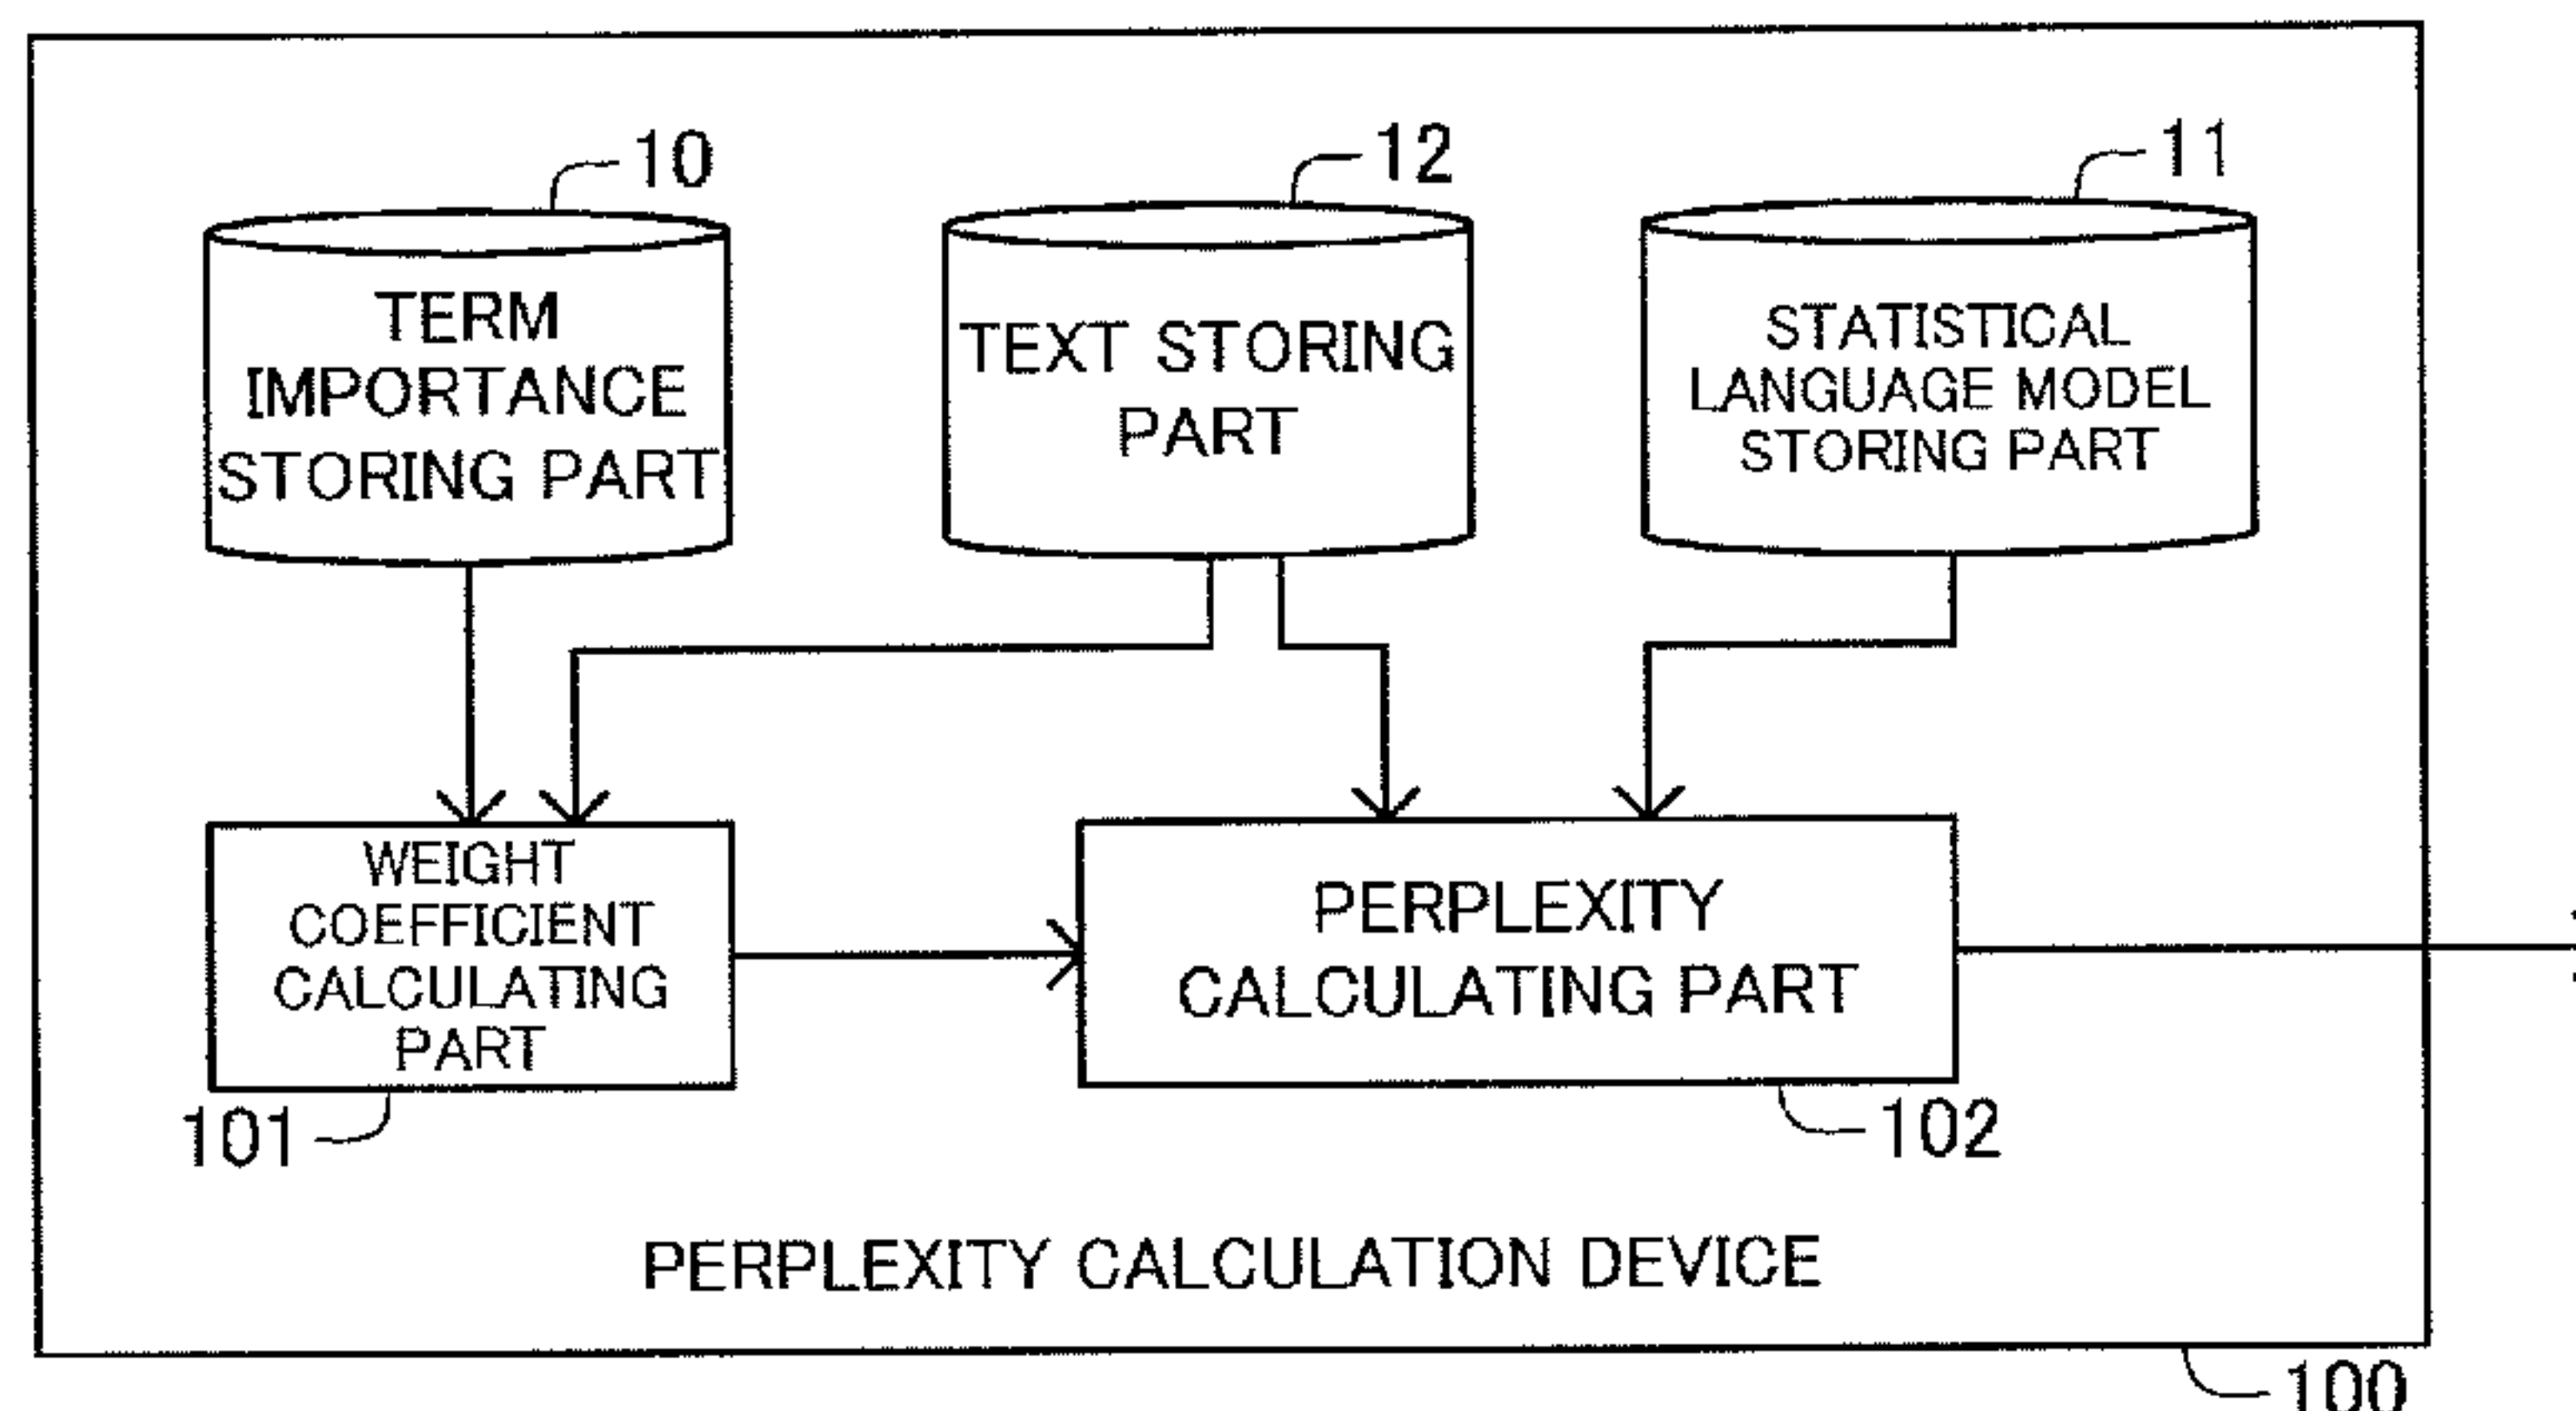 10
12
11
TERM
IMPORTANCE
STORING PART
TEXT STORING
PART
STATISTICAL
LANGUAGE MODEL
STORING PART
WEIGHT
COEFFICIENT
CALCULATING
PART
PERPLEXITY
CALCULATING PART
101
102
PERPLEXITY CALCULATION DEVICE
100